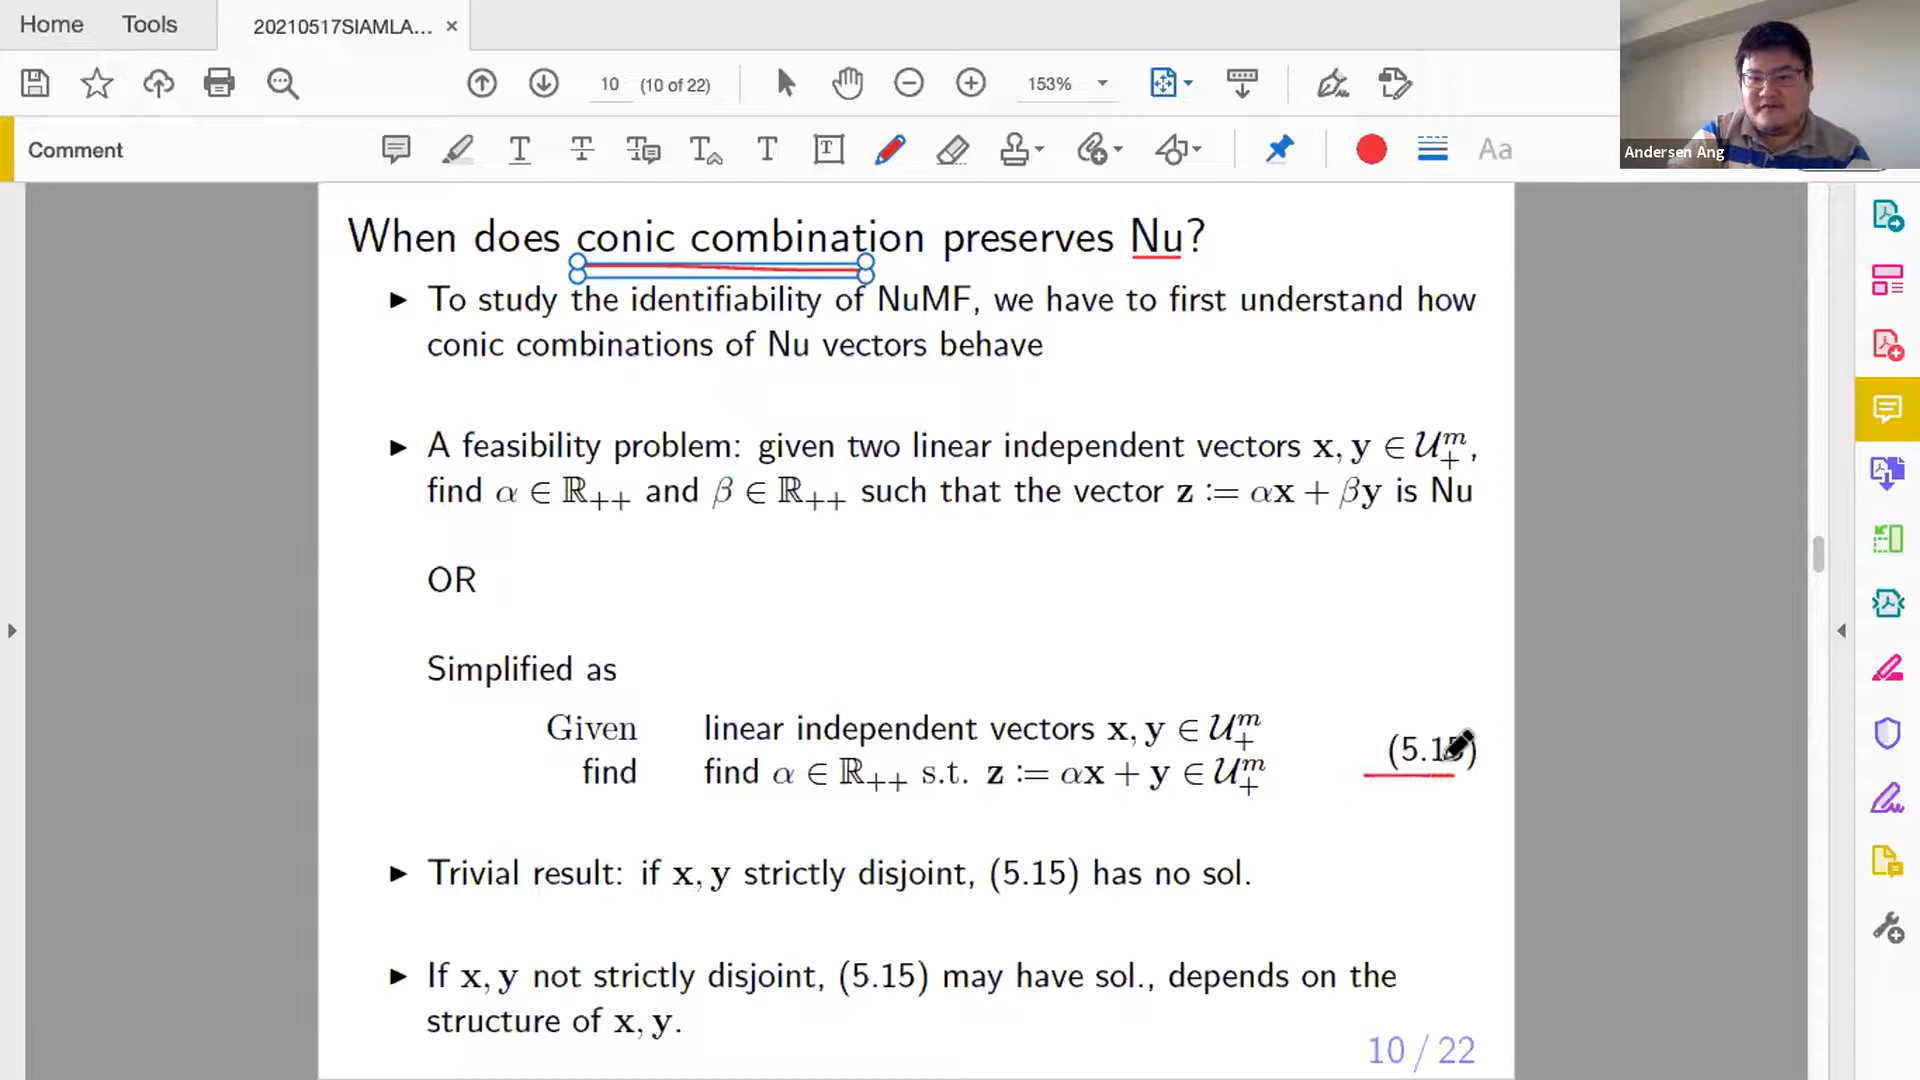 Home Tools 20210517SIAMLA... ×
10 (10 of 22) 153%
Comment Aa
Andersen Ang
When does conic combination preserves Nu?
▶ To study the identifiability of NuMF, we have to first understand how
conic combinations of Nu vectors behave
▶ A feasibility problem: given two linear independent vectors x, y ∈ 𝒰₊ᵐ,
find α ∈ ℝ₊₊ and β ∈ ℝ₊₊ such that the vector z := αx + βy is Nu
OR
Simplified as
Given linear independent vectors x, y ∈ 𝒰₊ᵐ
find find α ∈ ℝ₊₊ s.t. z := αx + y ∈ 𝒰₊ᵐ
(5.15)
▶ Trivial result: if x, y strictly disjoint, (5.15) has no sol.
▶ If x, y not strictly disjoint, (5.15) may have sol., depends on the
structure of x, y.
10 / 22